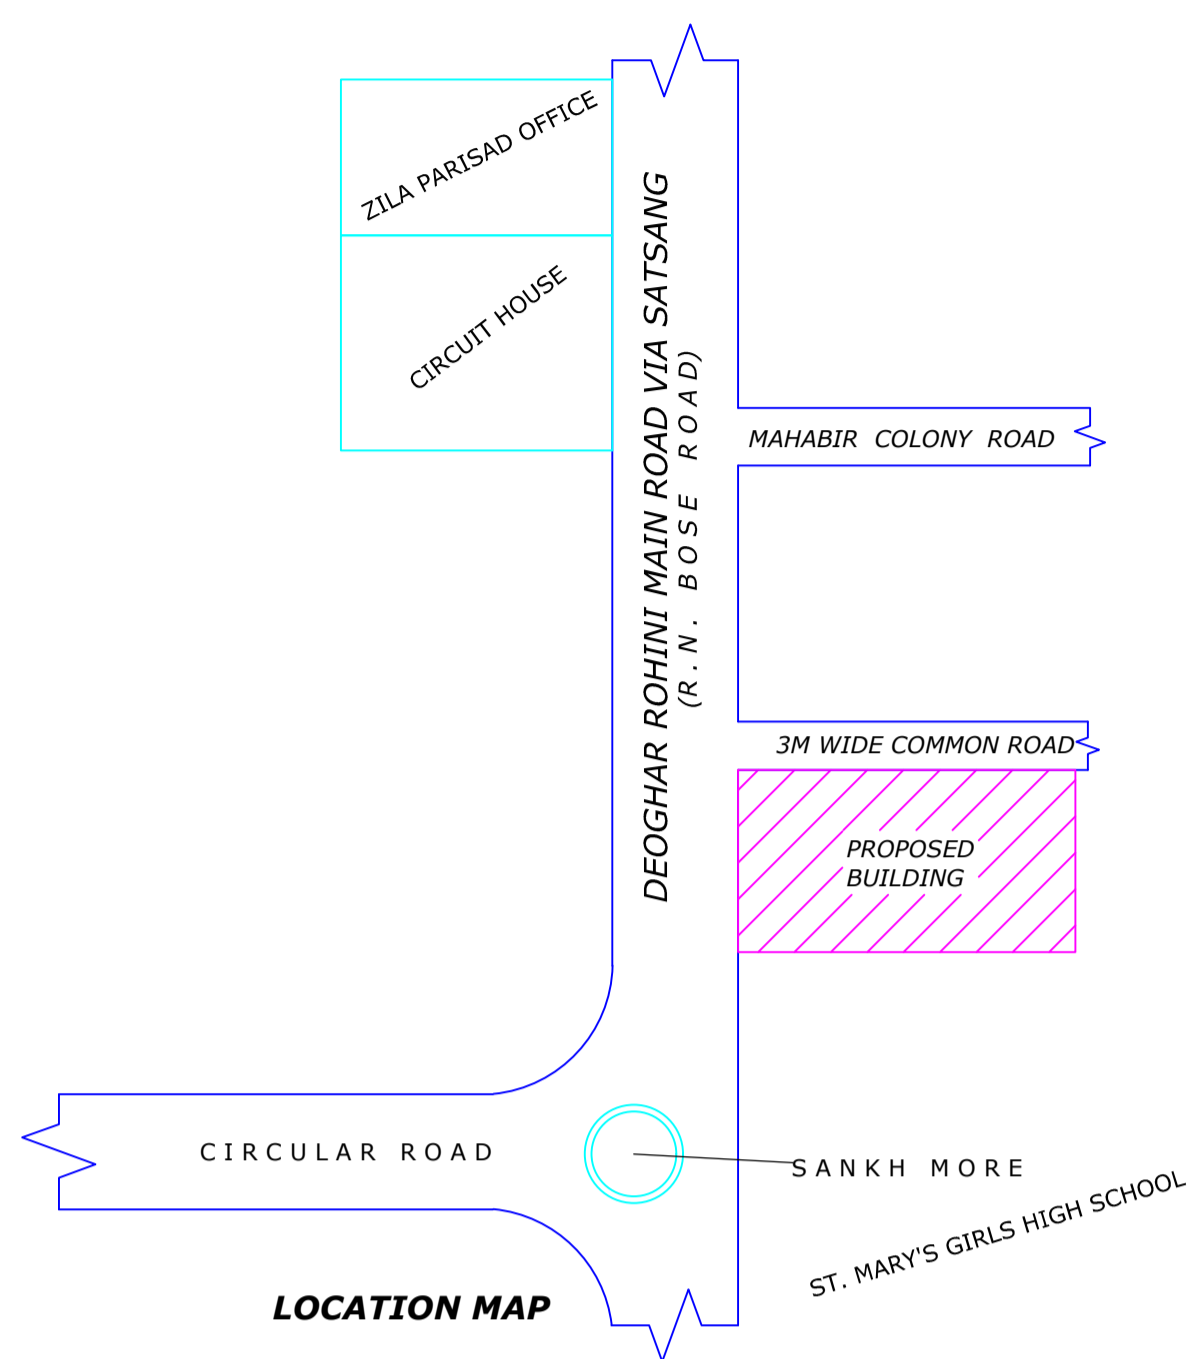 ZILA PARISAD OFFICE
CIRCUIT HOUSE
DEOGHAR ROHINI MAIN ROAD VIA SATSANG
(R.N. BOSE ROAD)
MAHABIR COLONY ROAD
3M WIDE COMMON ROAD
PROPOSED
BUILDING
CIRCULAR ROAD
SANKH MORE
ST. MARY'S GIRLS HIGH SCHOOL
LOCATION MAP